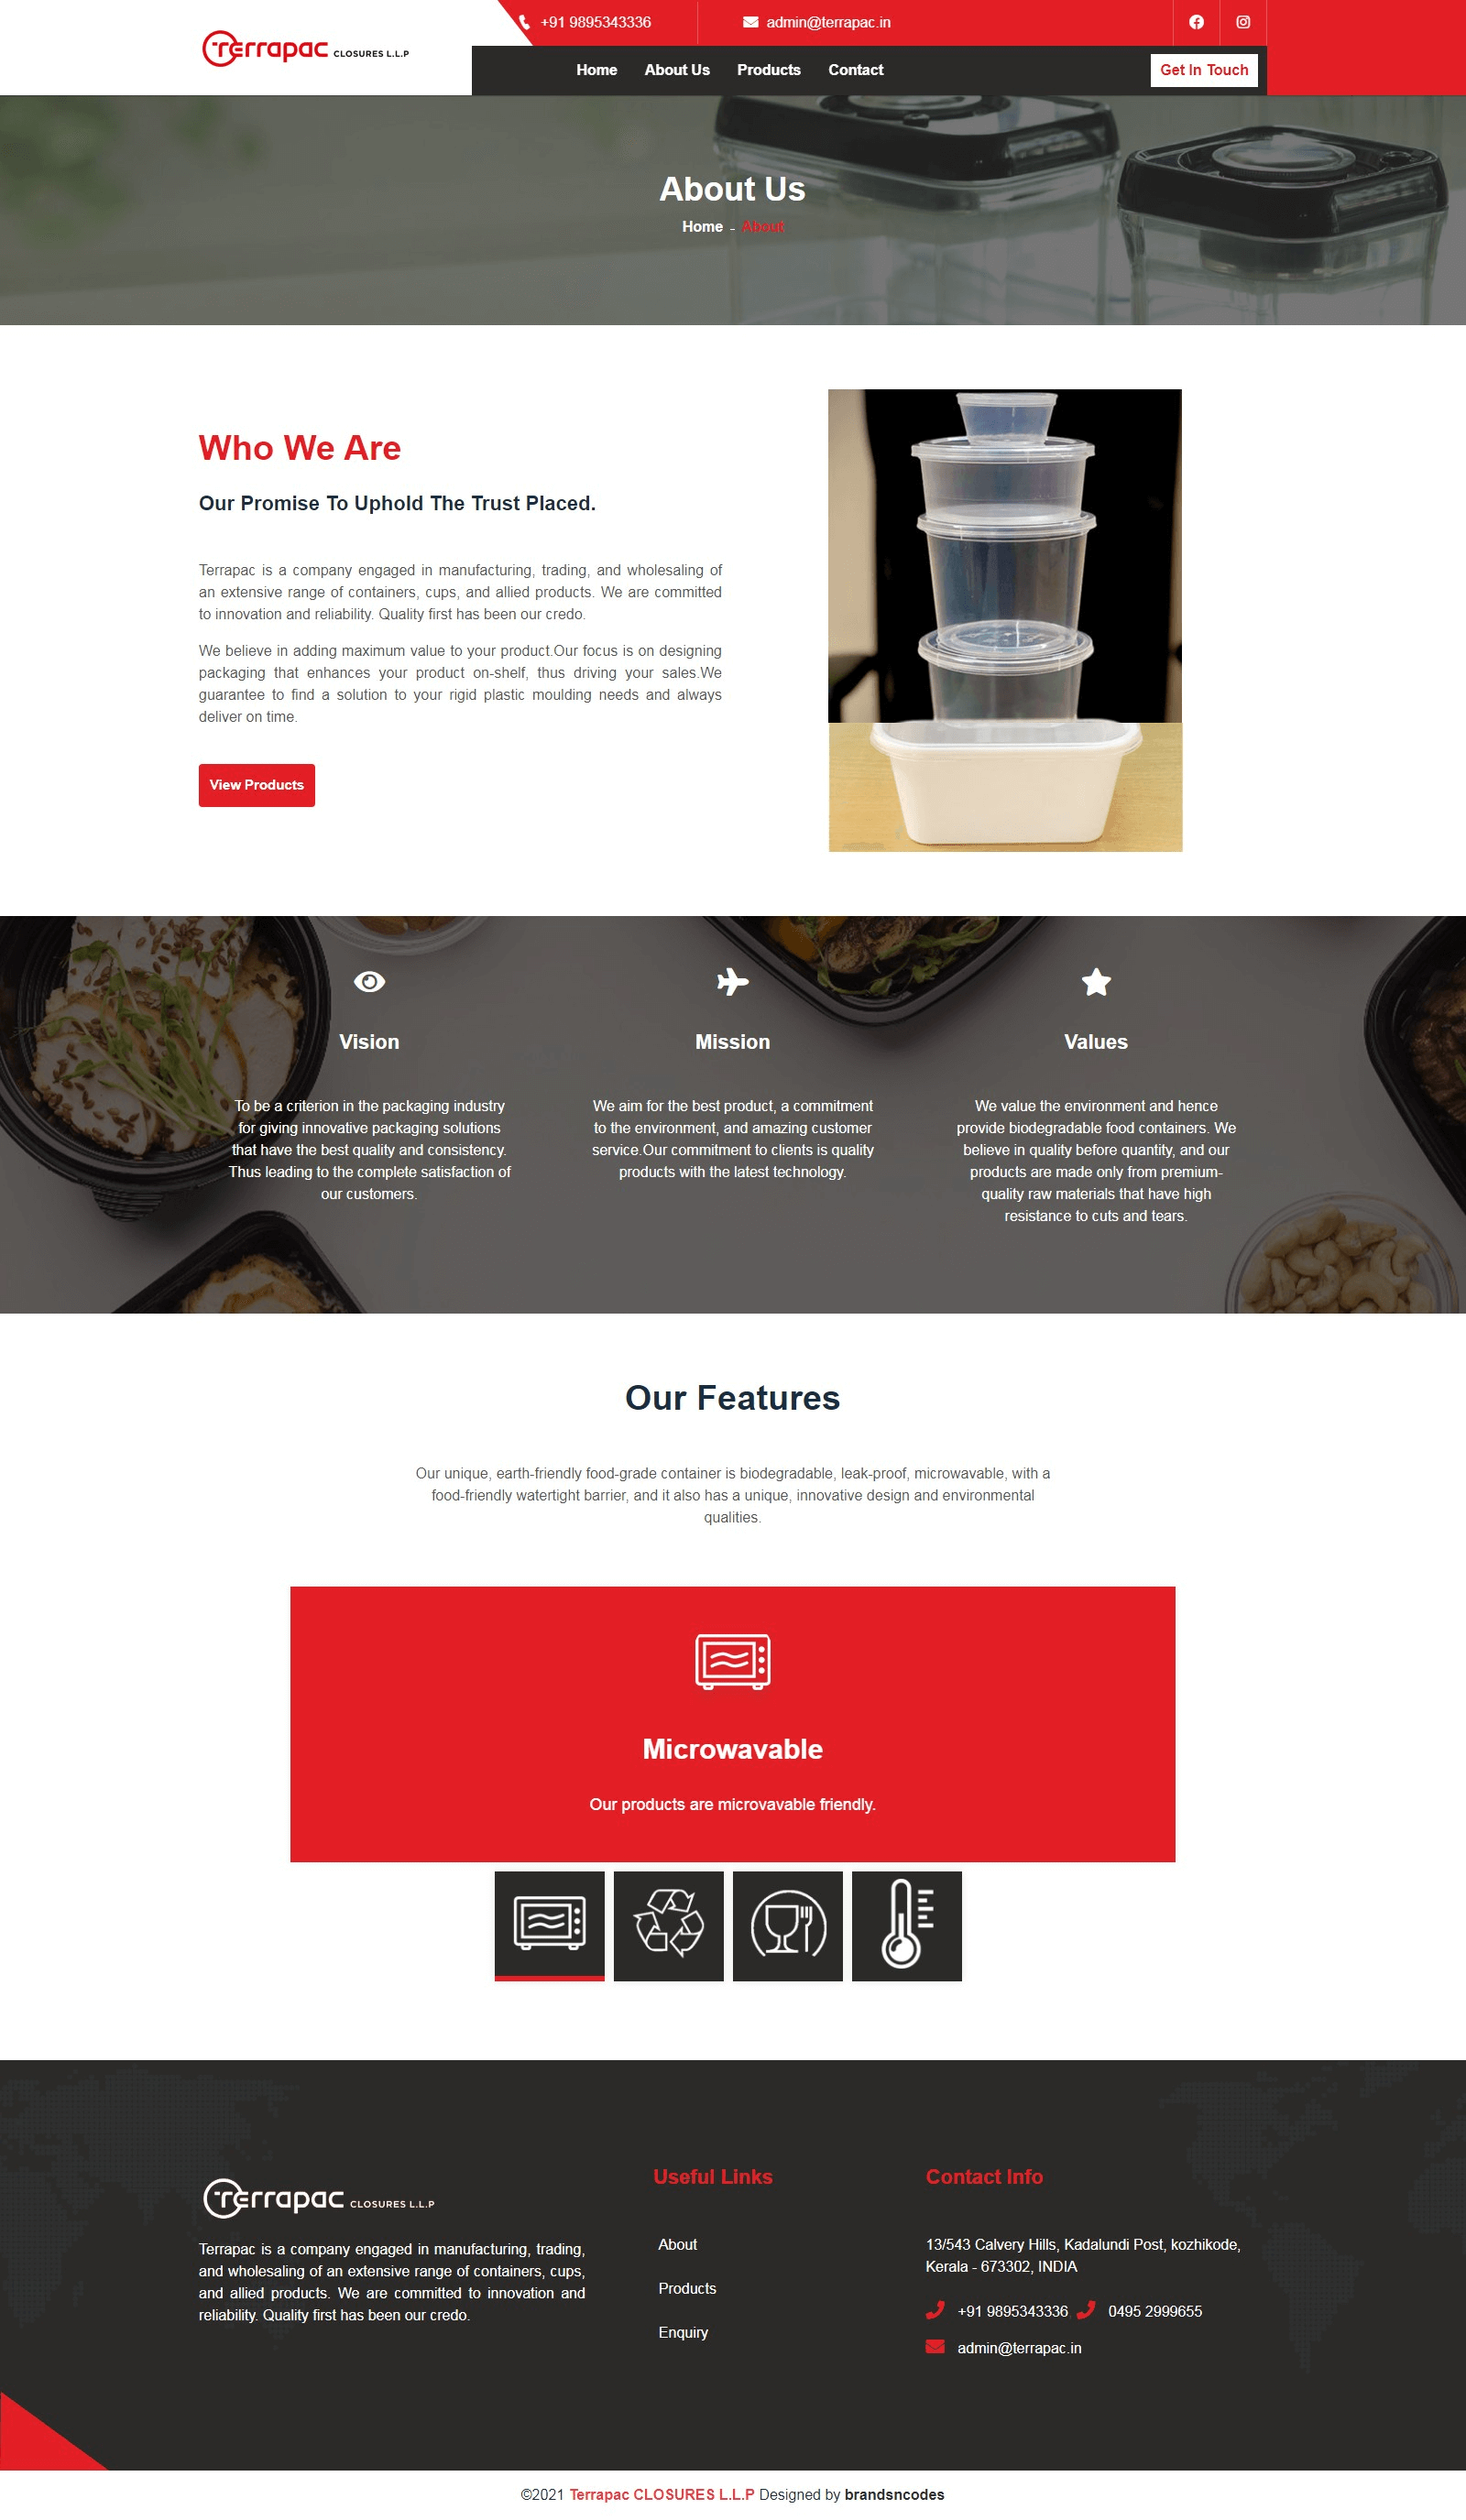 Terrapac CLOSURES L.L.P
+91 9895343336
admin@terrapac.in
Home About Us Products Contact
Get In Touch
About Us
Home - About
Who We Are
Our Promise To Uphold The Trust Placed.
Terrapac is a company engaged in manufacturing, trading, and wholesaling of
an extensive range of containers, cups, and allied products. We are committed
to innovation and reliability. Quality first has been our credo.
We believe in adding maximum value to your product.Our focus is on designing
packaging that enhances your product on-shelf, thus driving your sales.We
guarantee to find a solution to your rigid plastic moulding needs and always
deliver on time.
View Products
Vision
To be a criterion in the packaging industry
for giving innovative packaging solutions
that have the best quality and consistency.
Thus leading to the complete satisfaction of
our customers.
Mission
We aim for the best product, a commitment
to the environment, and amazing customer
service.Our commitment to clients is quality
products with the latest technology.
Values
We value the environment and hence
provide biodegradable food containers. We
believe in quality before quantity, and our
products are made only from premium-
quality raw materials that have high
resistance to cuts and tears.
Our Features
Our unique, earth-friendly food-grade container is biodegradable, leak-proof, microwavable, with a
food-friendly watertight barrier, and it also has a unique, innovative design and environmental
qualities.
Microwavable
Our products are microvavable friendly.
Terrapac CLOSURES L.L.P
Terrapac is a company engaged in manufacturing, trading,
and wholesaling of an extensive range of containers, cups,
and allied products. We are committed to innovation and
reliability. Quality first has been our credo.
Useful Links
About
Products
Enquiry
Contact Info
13/543 Calvery Hills, Kadalundi Post, kozhikode,
Kerala - 673302, INDIA
+91 9895343336 0495 2999655
admin@terrapac.in
©2021 Terrapac CLOSURES L.L.P Designed by brandsncodes